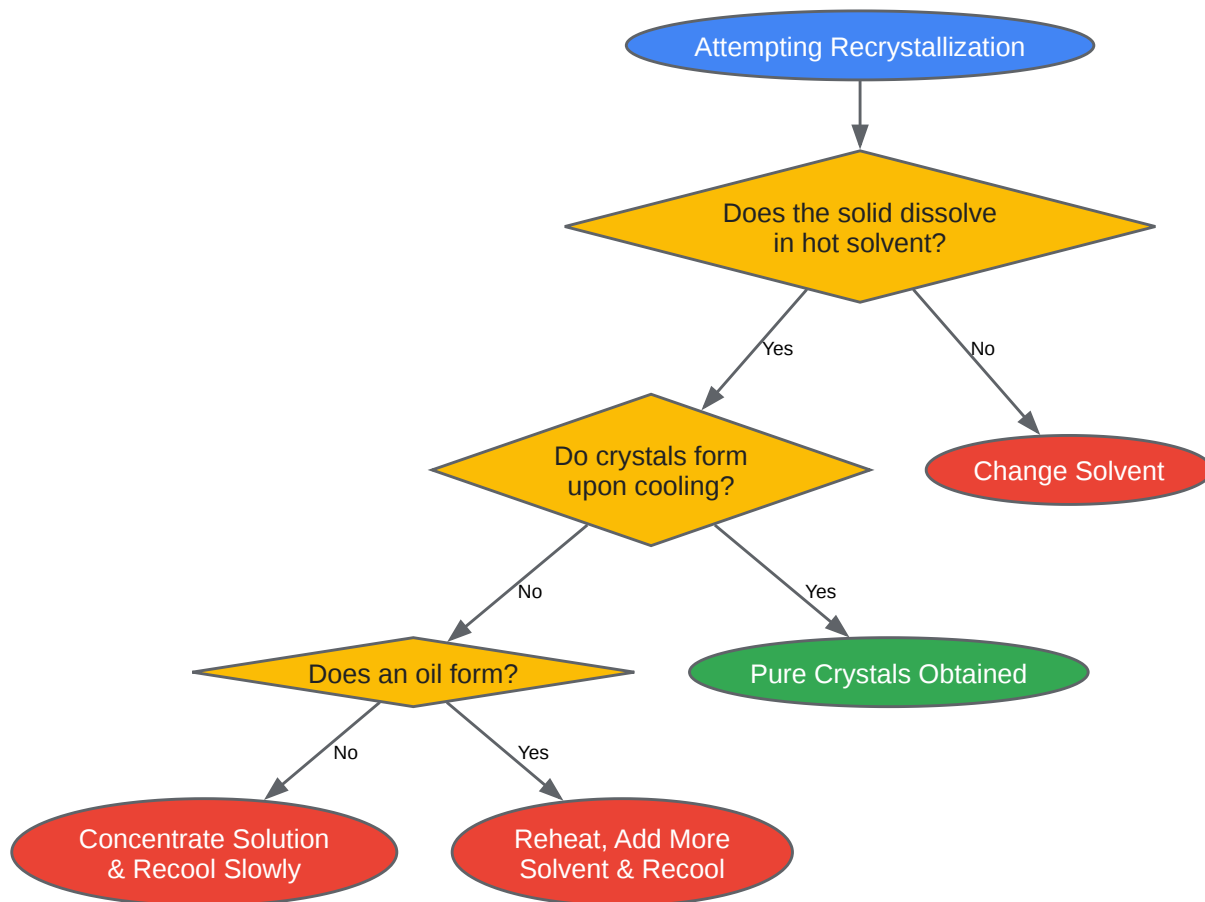 Attempting Recrystallization
Does the solid dissolve
in hot solvent?
Yes
No
Do crystals form
upon cooling?
Change Solvent
No
Yes
Does an oil form?
Pure Crystals Obtained
No
Yes
Concentrate Solution
& Recool Slowly
Reheat, Add More
Solvent & Recool